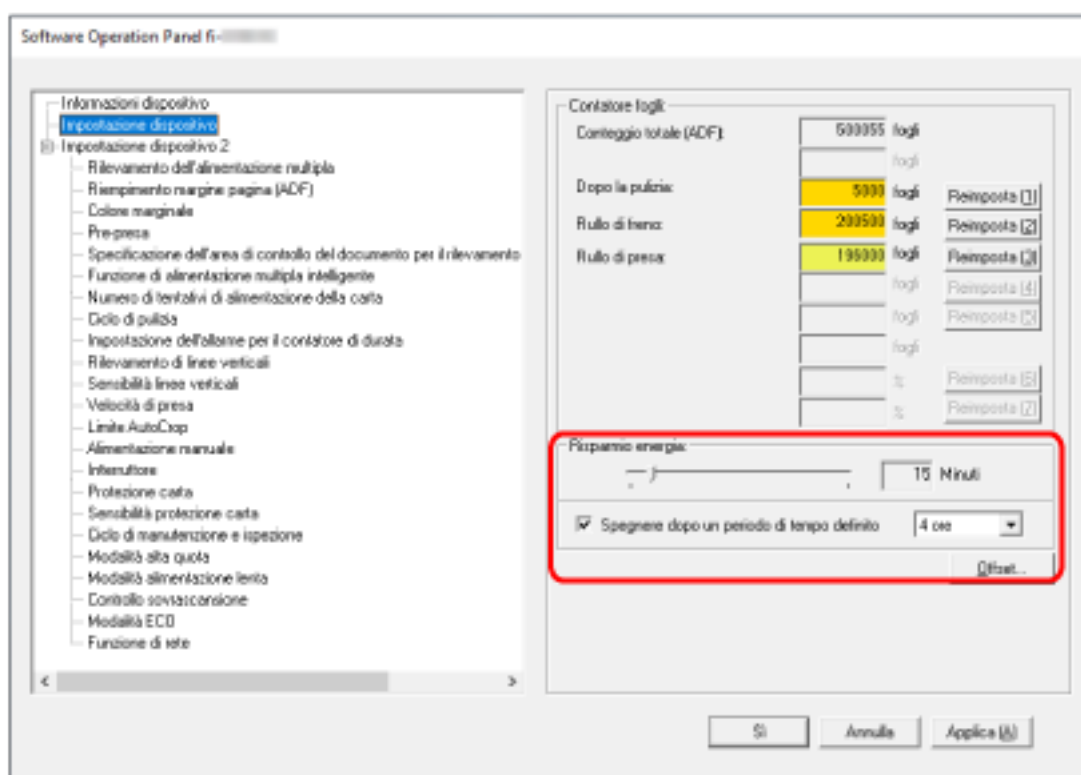 Software Operation Panel fi-
Informazioni dispositivo
Impostazione dispositivo
Impostazione dispositivo 2
Rilevamento dell'alimentazione multipla
Riempimento margine pagina (ADF)
Colore marginale
Pre-presa
Specificazione dell'area di controllo del documento per il rilevamento
Funzione di alimentazione multipla intelligente
Numero di tentativi di alimentazione della carta
Ciclo di pulizia
Impostazione dell'allarme per il contatore di durata
Rilevamento di linee verticali
Sensibilità linee verticali
Velocità di presa
Limite AutoCrop
Alimentazione manuale
Interruttore
Protezione carta
Sensibilità protezione carta
Ciclo di manutenzione e ispezione
Modalità alta quota
Modalità alimentazione lenta
Controllo sovrascansione
Modalità ECO
Funzione di rete
Contatore fogli:
Conteggio totale (ADF): 500055 fogli
fogli
Dopo la pulizia: 5000 fogli Reimposta (1)
Rullo di freno: 200500 fogli Reimposta (2)
Rullo di presa: 196000 fogli Reimposta (3)
fogli Reimposta (4)
fogli Reimposta (5)
fogli
% Reimposta (6)
% Reimposta (7)
Risparmio energia:
15 Minuti
Spegnere dopo un periodo di tempo definito 4 ore
Offset...
Sì Annulla Applica (A)